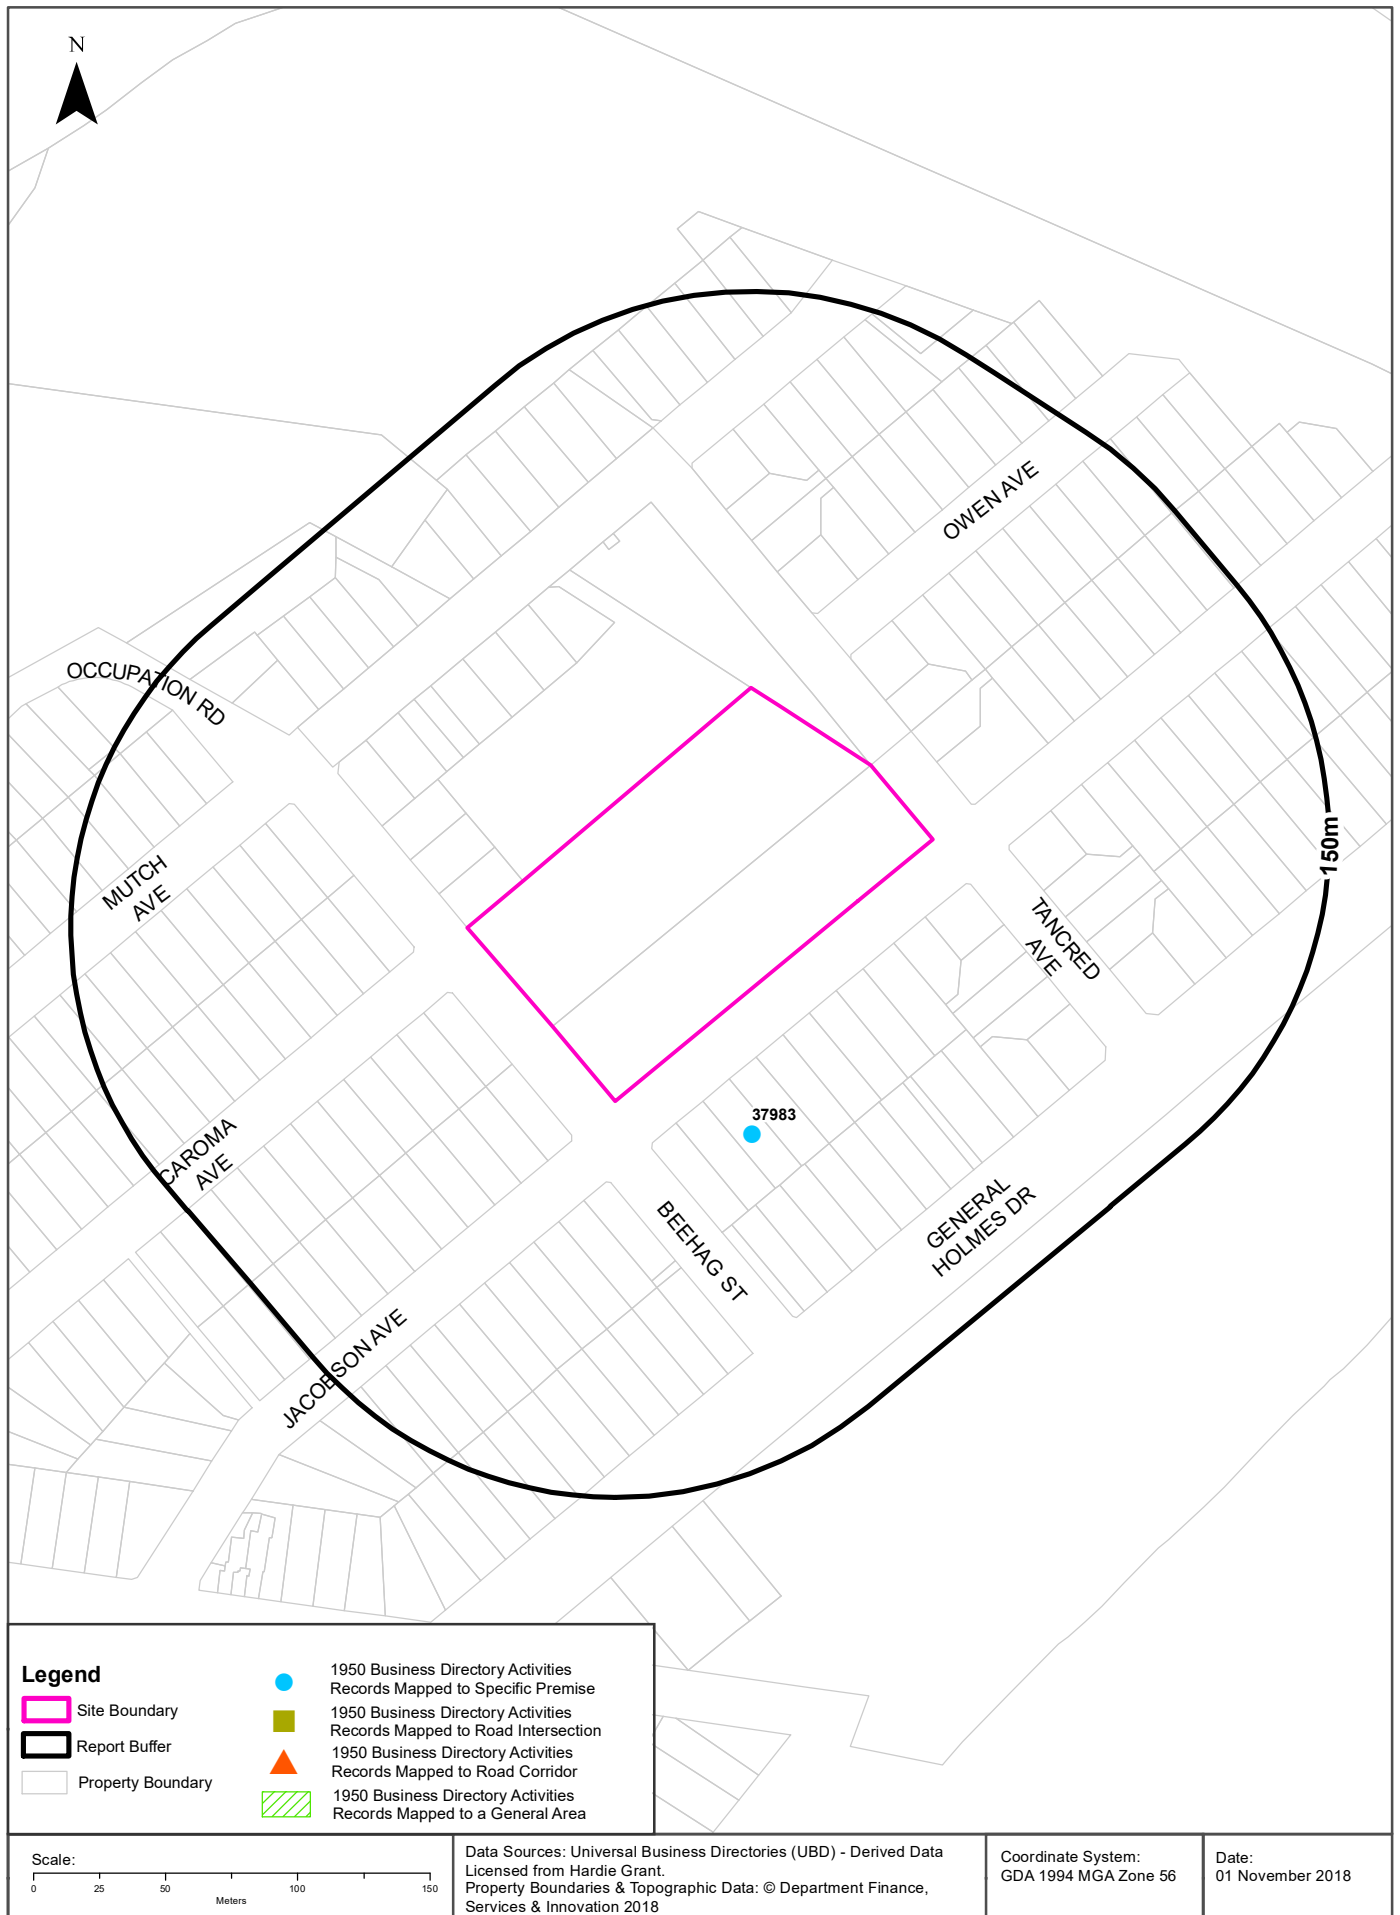 N
OWEN AVE
OCCUPATION RD
MUTCH
AVE
150m
TANCRED
AVE
37983
CAROMA
AVE
BEEHAG ST
GENERAL
HOLMES DR
JACOBSON AVE
Legend
Site Boundary
Report Buffer
Property Boundary
1950 Business Directory Activities
Records Mapped to Specific Premise
1950 Business Directory Activities
Records Mapped to Road Intersection
1950 Business Directory Activities
Records Mapped to Road Corridor
1950 Business Directory Activities
Records Mapped to a General Area
Scale:
0 25 50 100 150
Meters
Data Sources: Universal Business Directories (UBD) - Derived Data
Licensed from Hardie Grant.
Property Boundaries & Topographic Data: © Department Finance,
Services & Innovation 2018
Coordinate System:
GDA 1994 MGA Zone 56
Date:
01 November 2018